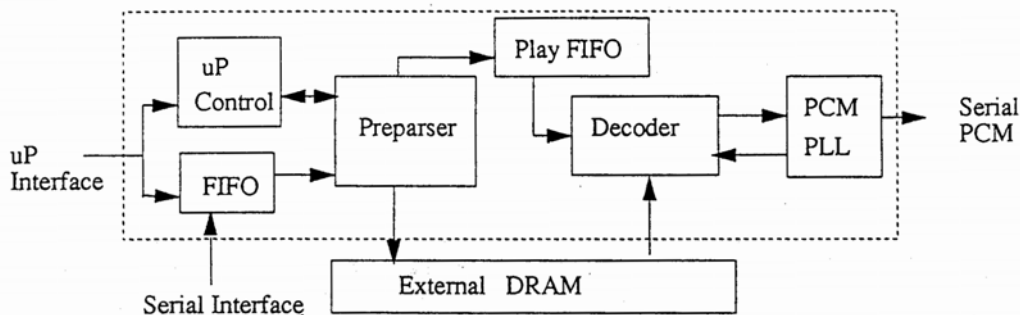 uP
Control
Play FIFO
Preparser
Decoder
PCM
PLL
Serial
PCM
uP
Interface
FIFO
External DRAM
Serial Interface